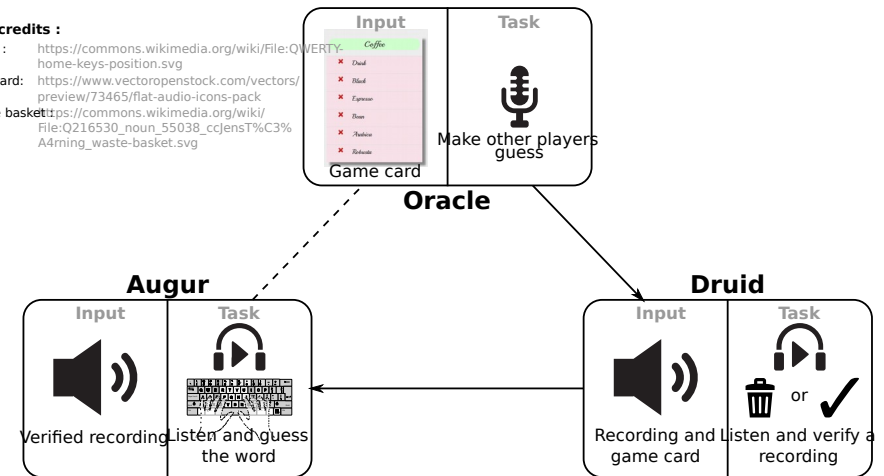 credits :
: https://commons.wikimedia.org/wiki/File:QWERTY-
home-keys-position.svg
ard: https://www.vectoropenstock.com/vectors/
preview/73465/flat-audio-icons-pack
e basket: https://commons.wikimedia.org/wiki/
File:Q216530_noun_55038_ccJensT%C3%
A4rning_waste-basket.svg
Input
Coffee
Drink
Black
Espresso
Bean
Arabica
Robusta
Game card
Task
Make other players
guess
Oracle
Augur
Input
Verified recording
Task
Listen and guess
the word
Druid
Input
Recording and
game card
Task
or
Listen and verify a
recording